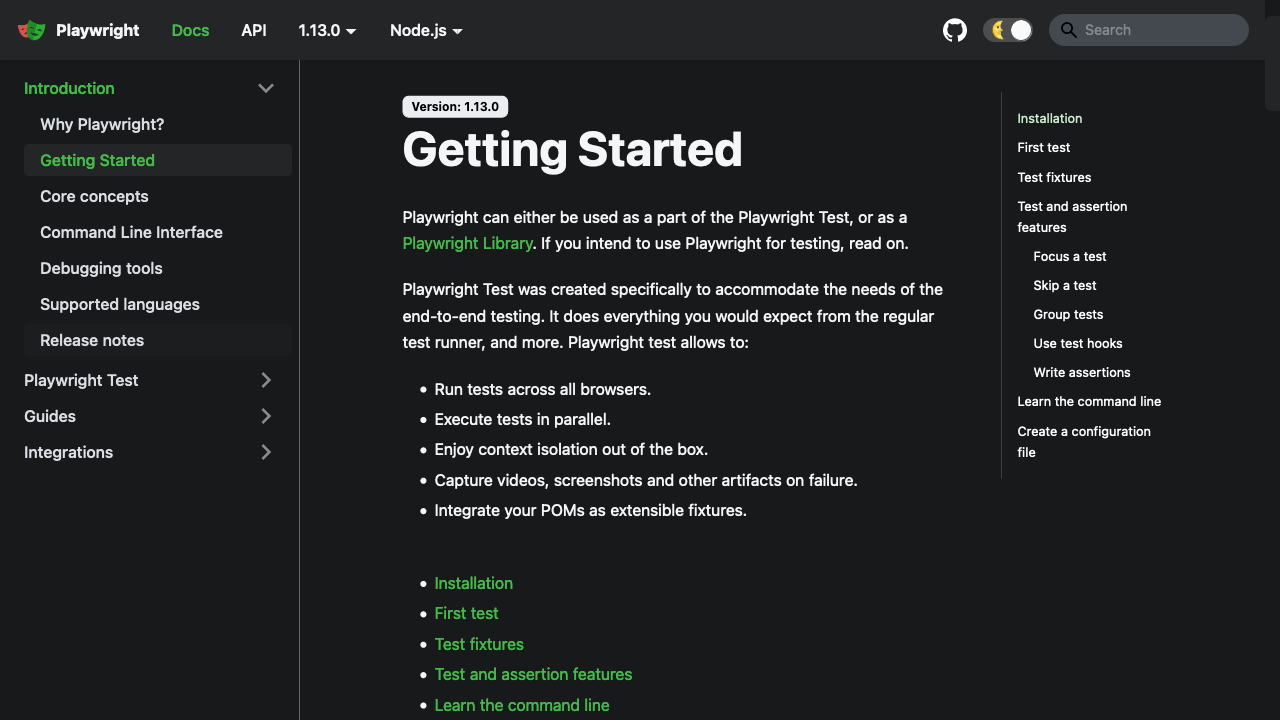 Playwright Docs API 1.13.0 Node.js Search
Introduction
Why Playwright?
Getting Started
Core concepts
Command Line Interface
Debugging tools
Supported languages
Release notes
Playwright Test
Guides
Integrations
Version: 1.13.0
Getting Started
Playwright can either be used as a part of the Playwright Test, or as a
Playwright Library. If you intend to use Playwright for testing, read on.
Playwright Test was created specifically to accommodate the needs of the
end-to-end testing. It does everything you would expect from the regular
test runner, and more. Playwright test allows to:
Run tests across all browsers.
Execute tests in parallel.
Enjoy context isolation out of the box.
Capture videos, screenshots and other artifacts on failure.
Integrate your POMs as extensible fixtures.
Installation
First test
Test fixtures
Test and assertion features
Learn the command line
Installation
First test
Test fixtures
Test and assertion
features
Focus a test
Skip a test
Group tests
Use test hooks
Write assertions
Learn the command line
Create a configuration
file